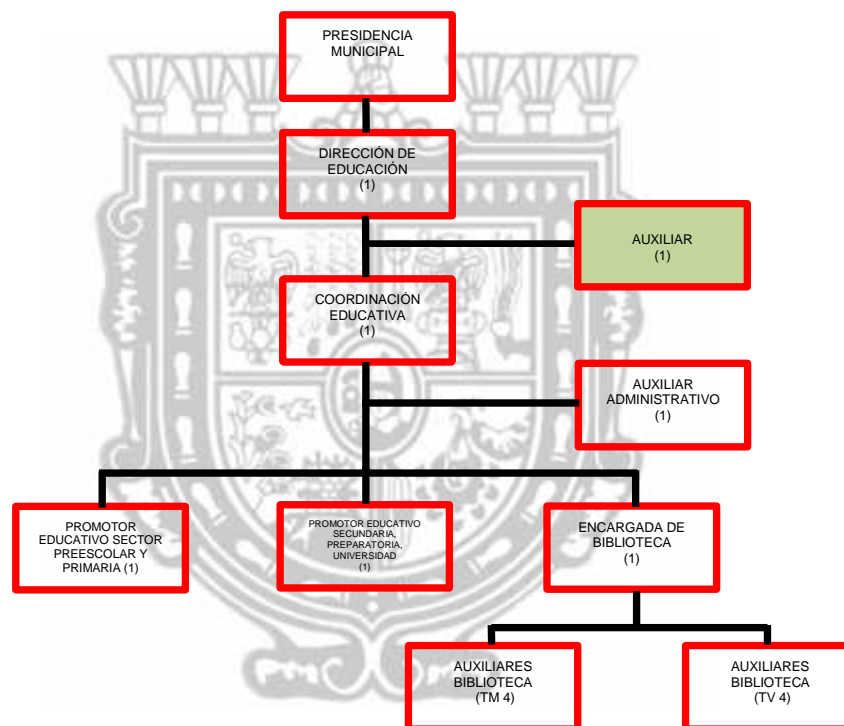 PRESIDENCIA
MUNICIPAL
DIRECCIÓN DE
EDUCACIÓN
(1)
AUXILIAR
(1)
COORDINACIÓN
EDUCATIVA
(1)
AUXILIAR
ADMINISTRATIVO
(1)
PROMOTOR
EDUCATIVO SECTOR
PREESCOLAR Y
PRIMARIA (1)
PROMOTOR EDUCATIVO
SECUNDARIA,
PREPARATORIA,
UNIVERSIDAD
(1)
ENCARGADA DE
BIBLIOTECA
(1)
AUXILIARES
BIBLIOTECA
(TM 4)
AUXILIARES
BIBLIOTECA
(TV 4)